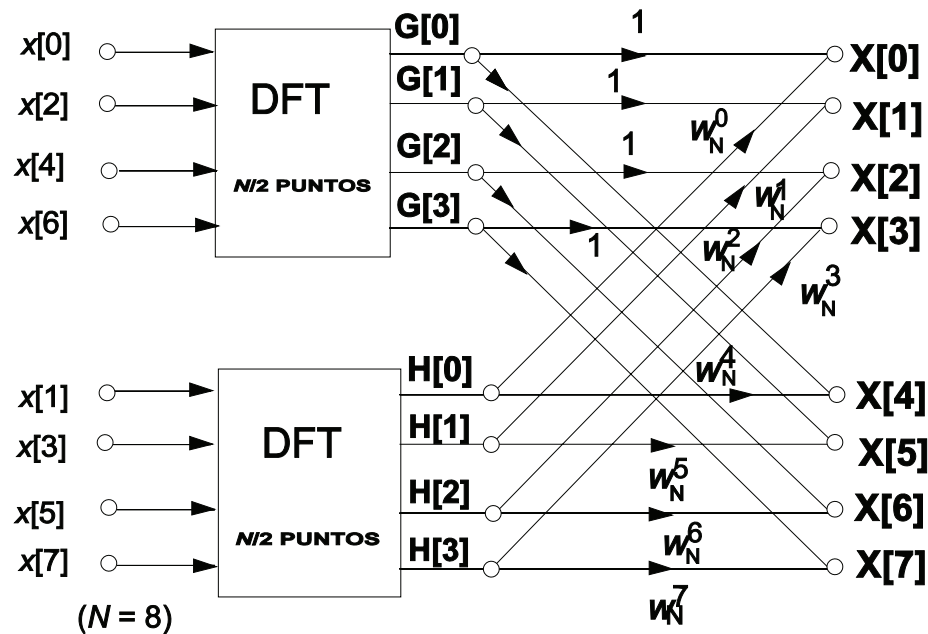 x[0]
x[2]
x[4]
x[6]
DFT
N/2 PUNTOS
G[0]
G[1]
G[2]
G[3]
1
1
1
1
W_N^0
W_N^1
W_N^2
W_N^3
X[0]
X[1]
X[2]
X[3]
x[1]
x[3]
x[5]
x[7]
(N = 8)
DFT
N/2 PUNTOS
H[0]
H[1]
H[2]
H[3]
W_N^4
W_N^5
W_N^6
W_N^7
X[4]
X[5]
X[6]
X[7]